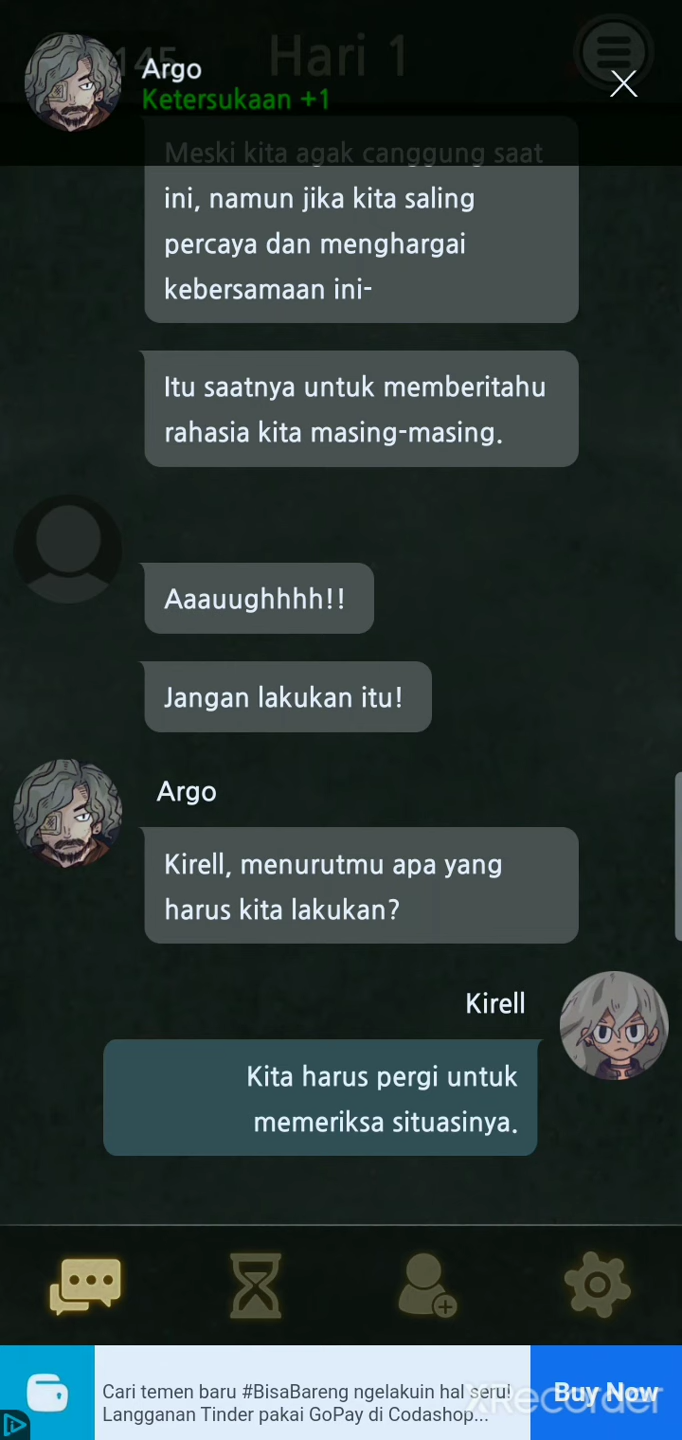 145
Hari 1
Argo
Ketersukaan +1
Meski kita agak canggung saat
ini, namun jika kita saling
percaya dan menghargai
kebersamaan ini-
Itu saatnya untuk memberitahu
rahasia kita masing-masing.
Aaauughhhh!!
Jangan lakukan itu!
Argo
Kirell, menurutmu apa yang
harus kita lakukan?
Kirell
Kita harus pergi untuk
memeriksa situasinya.
Cari temen baru #BisaBareng ngelakuin hal seru!
Langganan Tinder pakai GoPay di Codashop...
Buy Now
XRecorder